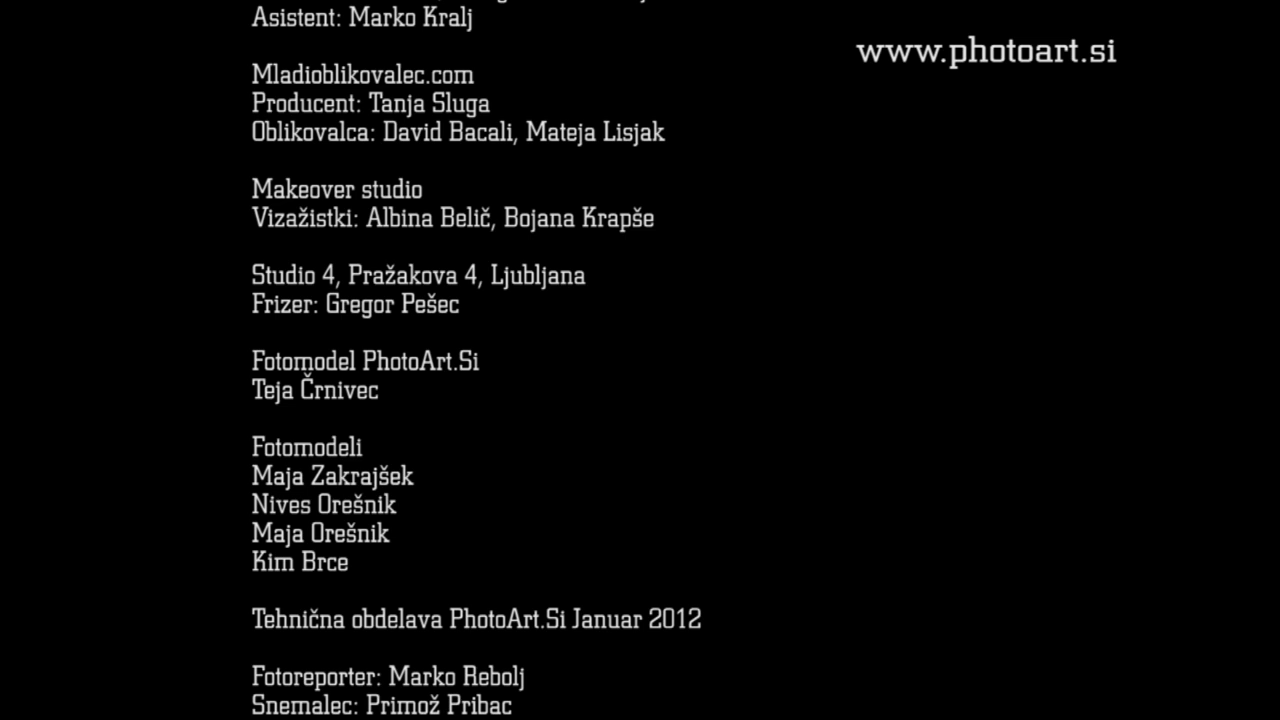 Asistent: Marko Kralj
www.photoart.si
Mladioblikovalec.com
Producent: Tanja Sluga
Oblikovalca: David Bacali, Mateja Lisjak
Makeover studio
Vizažistki: Albina Belič, Bojana Krapše
Studio 4, Pražakova 4, Ljubljana
Frizer: Gregor Pešec
Fotomodel PhotoArt.Si
Teja Črnivec
Fotomodeli
Maja Zakrajšek
Nives Orešnik
Maja Orešnik
Kim Brce
Tehnična obdelava PhotoArt.Si Januar 2012
Fotoreporter: Marko Rebolj
Snemalec: Primož Pribac